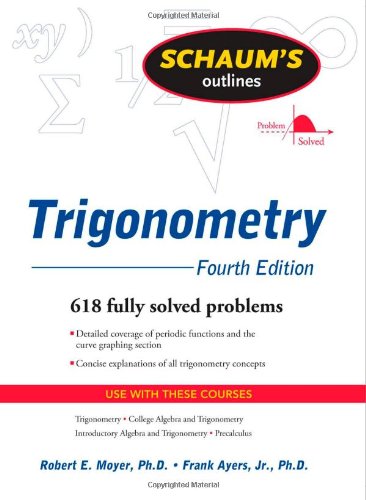 xy)
)
1/2
∞
Σ
√
SCHAUM'S
outlines
Problem
Solved
Trigonometry
Fourth Edition
618 fully solved problems
▪ Detailed coverage of periodic functions and the
curve graphing section
▪ Concise explanations of all trigonometry concepts
USE WITH THESE COURSES
Trigonometry • College Algebra and Trigonometry
Introductory Algebra and Trigonometry • Precalculus
Robert E. Moyer, Ph.D. • Frank Ayers, Jr., Ph.D.